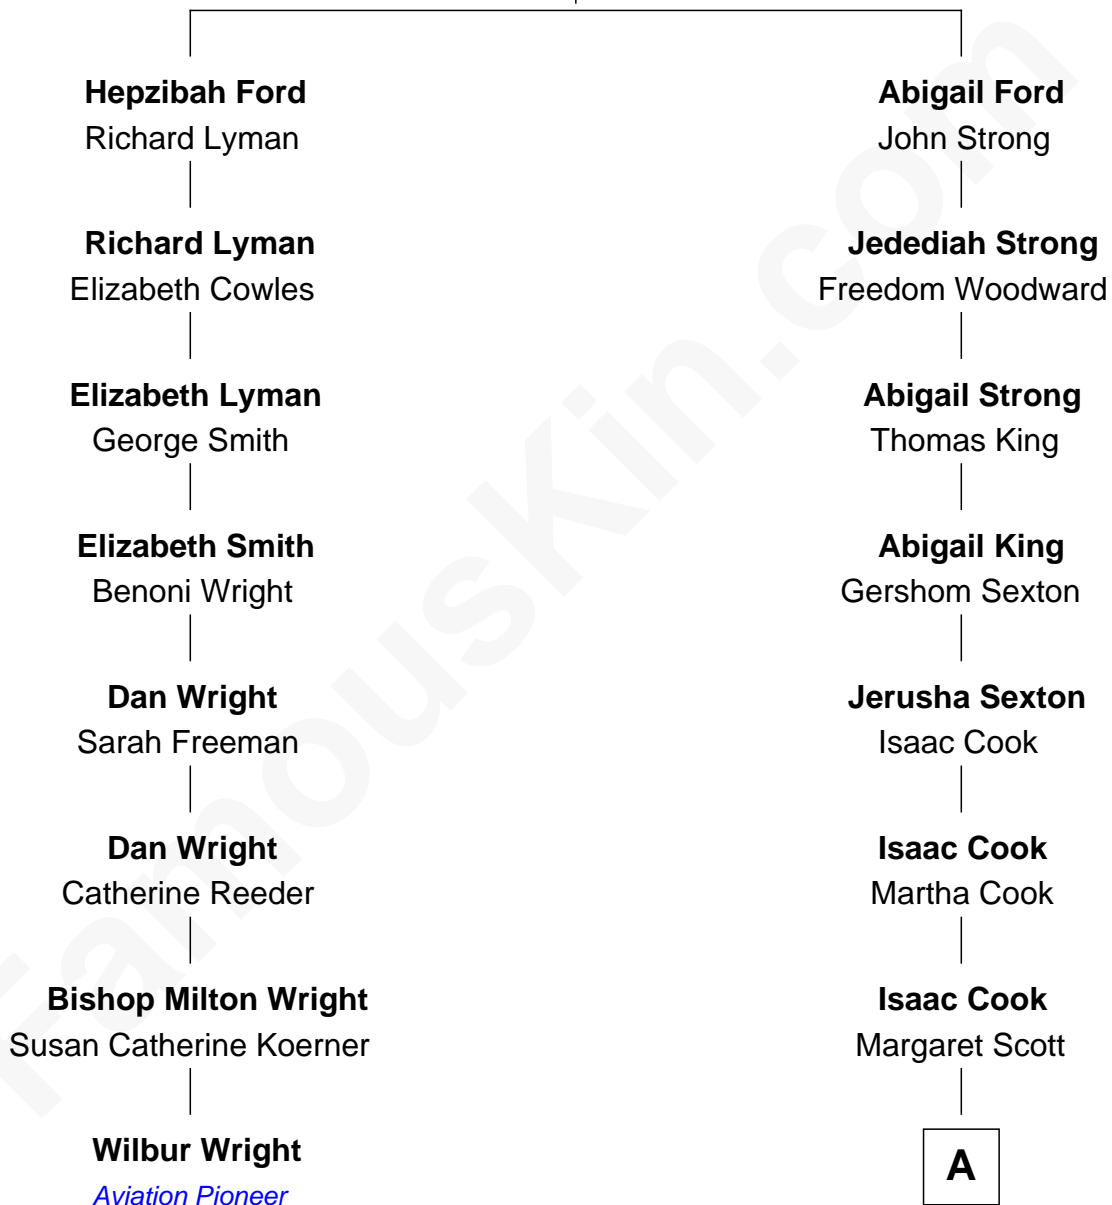 Hepzibah Ford
Richard Lyman
Richard Lyman
Elizabeth Cowles
Elizabeth Lyman
George Smith
Elizabeth Smith
Benoni Wright
Dan Wright
Sarah Freeman
Dan Wright
Catherine Reeder
Bishop Milton Wright
Susan Catherine Koerner
Wilbur Wright
Aviation Pioneer
Abigail Ford
John Strong
Jedediah Strong
Freedom Woodward
Abigail Strong
Thomas King
Abigail King
Gershom Sexton
Jerusha Sexton
Isaac Cook
Isaac Cook
Martha Cook
Isaac Cook
Margaret Scott
A
FamousKin.com